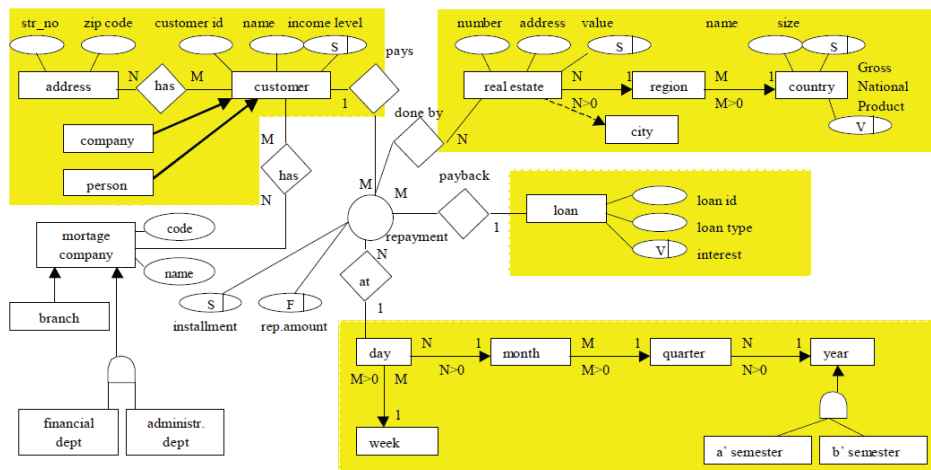 str_no zip code customer id name income level
S
pays
address N has M customer 1
company
person
M
has
N
number address value name size
S S
real estate N 1 region M 1 country
N>0 M>0
Gross
National
Product
V
city
done by
N
mortage
company
code
name
branch
financial
dept
administr.
dept
M M
payback
1
repayment
N
at
1
S
installment
F
rep.amount
loan
loan id
loan type
V
interest
day N 1 month M 1 quarter N 1 year
M>0 M N>0 M>0 N>0
1
week
a' semester b' semester